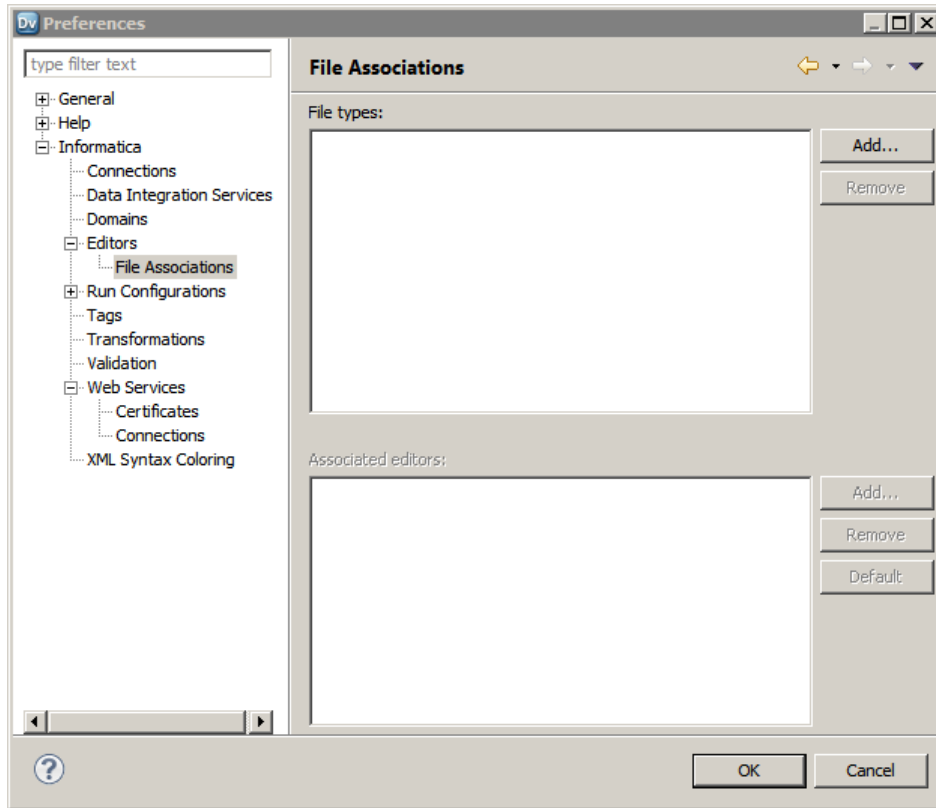 Dv Preferences
type filter text
File Associations
General
Help
Informatica
Connections
Data Integration Services
Domains
Editors
File Associations
Run Configurations
Tags
Transformations
Validation
Web Services
Certificates
Connections
XML Syntax Coloring
File types:
Add...
Remove
Associated editors:
Add...
Remove
Default
?
OK
Cancel